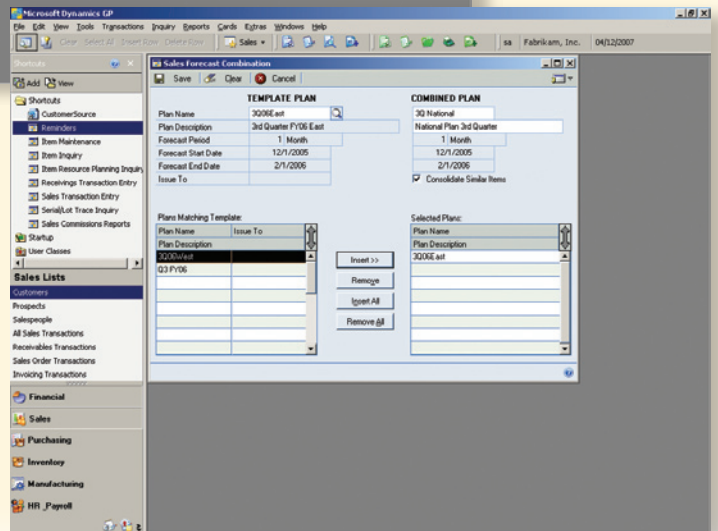 Microsoft Dynamics GP
File Edit View Tools Transactions Inquiry Reports Cards Extras Windows Help
Clear Select All Insert Row Delete Row Sales sa Fabrikam, Inc. 04/12/2007
Shortcuts
Add View
Shortcuts
CustomerSource
Reminders
Item Maintenance
Item Inquiry
Item Resource Planning Inquiry
Receivings Transaction Entry
Sales Transaction Entry
Serial/Lot Trace Inquiry
Sales Commissions Reports
Startup
User Classes
Sales Lists
Customers
Prospects
Salespeople
All Sales Transactions
Receivables Transactions
Sales Order Transactions
Invoicing Transactions
Financial
Sales
Purchasing
Inventory
Manufacturing
HR_Payroll
Sales Forecast Combination
Save Clear Cancel
TEMPLATE PLAN COMBINED PLAN
Plan Name 3Q06East 3Q National
Plan Description 3rd Quarter FY06 East National Plan 3rd Quarter
Forecast Period 1 Month 1 Month
Forecast Start Date 12/1/2005 12/1/2005
Forecast End Date 2/1/2006 2/1/2006
Issue To Consolidate Similar Items
Plans Matching Template: Selected Plans:
Plan Name Issue To Plan Name
Plan Description Plan Description
3Q06West Insert >> 3Q06East
Q3 FY06
Remove
Insert All
Remove All